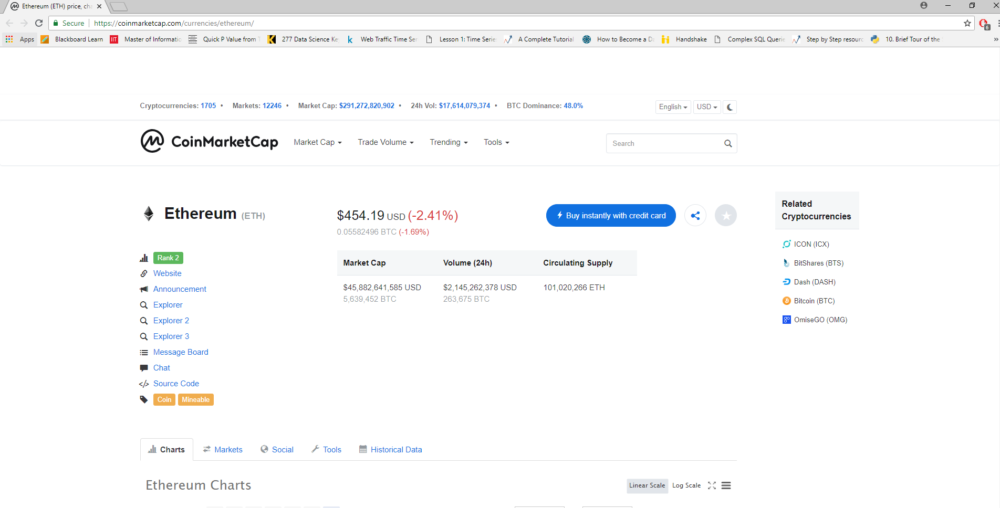 Ethereum (ETH) price, cha
Secure https://coinmarketcap.com/currencies/ethereum/
6
Apps Blackboard Learn IIT Master of Informatic Quick P Value from T 277 Data Science Key Web Traffic Time Ser Lesson 1: Time Series A Complete Tutorial How to Become a Da Handshake Complex SQL Querie Step by Step resourc 10. Brief Tour of the »
Cryptocurrencies: 1705 • Markets: 12246 • Market Cap: $291,272,820,902 • 24h Vol: $17,614,079,374 • BTC Dominance: 48.0%
English USD
CoinMarketCap Market Cap Trade Volume Trending Tools Search
Ethereum (ETH)
$454.19 USD (-2.41%)
0.05582496 BTC (-1.69%)
Buy instantly with credit card
Rank 2
Website
Announcement
Explorer
Explorer 2
Explorer 3
Message Board
Chat
Source Code
Coin Mineable
Market Cap Volume (24h) Circulating Supply
$45,882,641,585 USD $2,145,262,378 USD 101,020,266 ETH
5,639,452 BTC 263,675 BTC
Related
Cryptocurrencies
ICON (ICX)
BitShares (BTS)
Dash (DASH)
Bitcoin (BTC)
OmiseGO (OMG)
Charts Markets Social Tools Historical Data
Ethereum Charts
Linear Scale Log Scale